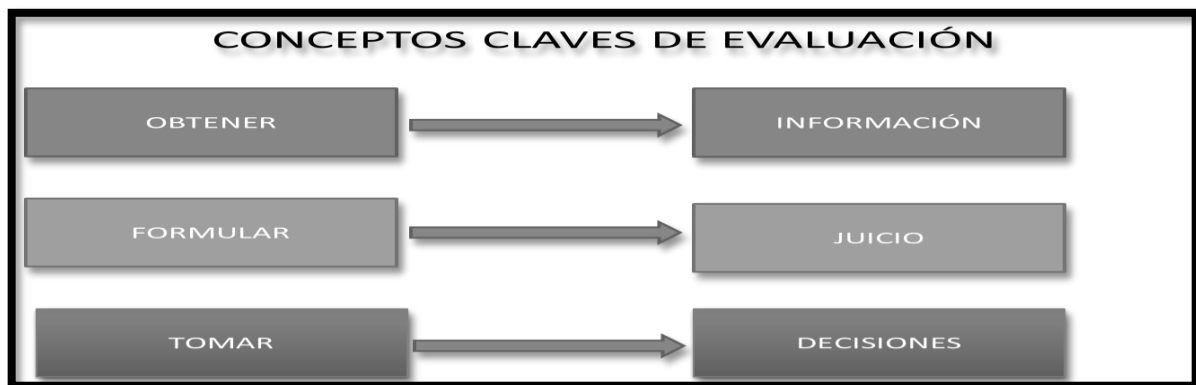 CONCEPTOS CLAVES DE EVALUACIÓN
OBTENER
INFORMACIÓN
FORMULAR
JUICIO
TOMAR
DECISIONES